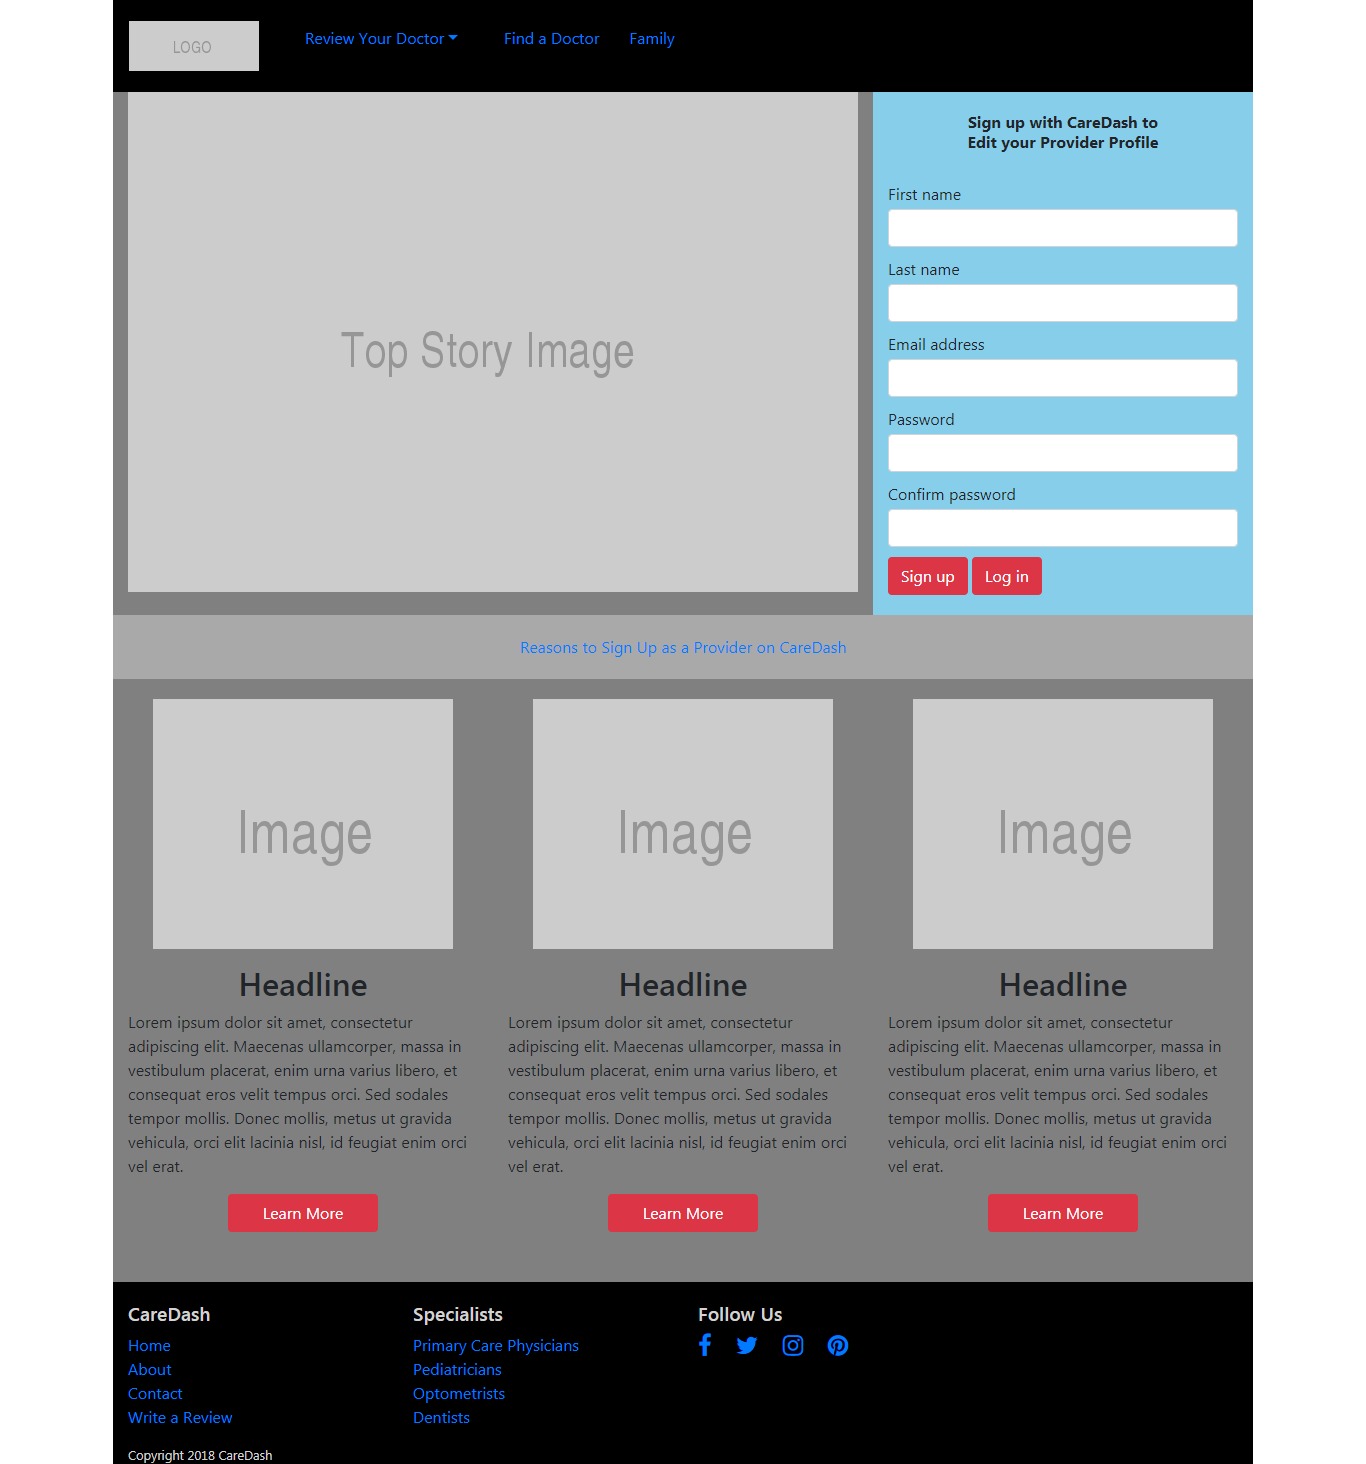 LOGO
Review Your Doctor
Find a Doctor
Family
Top Story Image
Sign up with CareDash to
Edit your Provider Profile
First name
Last name
Email address
Password
Confirm password
Sign up
Log in
Reasons to Sign Up as a Provider on CareDash
Image
Headline
Lorem ipsum dolor sit amet, consectetur
adipiscing elit. Maecenas ullamcorper, massa in
vestibulum placerat, enim urna varius libero, et
consequat eros velit tempus orci. Sed sodales
tempor mollis. Donec mollis, metus ut gravida
vehicula, orci elit lacinia nisl, id feugiat enim orci
vel erat.
Learn More
Image
Headline
Lorem ipsum dolor sit amet, consectetur
adipiscing elit. Maecenas ullamcorper, massa in
vestibulum placerat, enim urna varius libero, et
consequat eros velit tempus orci. Sed sodales
tempor mollis. Donec mollis, metus ut gravida
vehicula, orci elit lacinia nisl, id feugiat enim orci
vel erat.
Learn More
Image
Headline
Lorem ipsum dolor sit amet, consectetur
adipiscing elit. Maecenas ullamcorper, massa in
vestibulum placerat, enim urna varius libero, et
consequat eros velit tempus orci. Sed sodales
tempor mollis. Donec mollis, metus ut gravida
vehicula, orci elit lacinia nisl, id feugiat enim orci
vel erat.
Learn More
CareDash
Home
About
Contact
Write a Review
Specialists
Primary Care Physicians
Pediatricians
Optometrists
Dentists
Follow Us
Copyright 2018 CareDash